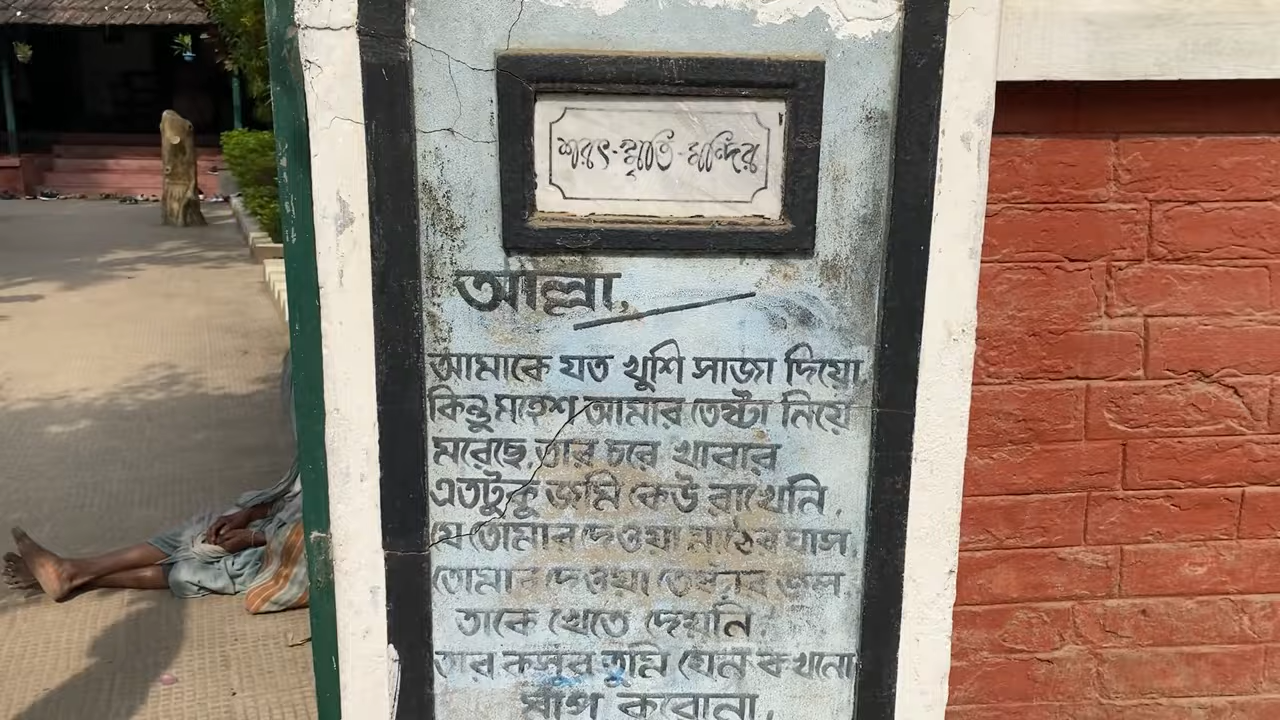 শরৎ-স্মৃতি-মন্দির
আল্লা,
আমাকে যত খুশি সাজা দিয়ো,
কিন্তু মহেশ আমার তেষ্টা নিয়ে
মরেছে, তার চরে খাবার
এতটুকু জমি কেউ রাখেনি,
যে তোমার দেওয়া মাঠের ঘাস,
তোমার দেওয়া তেষ্টার জল,
তাকে খেতে দেয়নি,
তার কসুর তুমি যেন কখনো
মাপ করোনা,